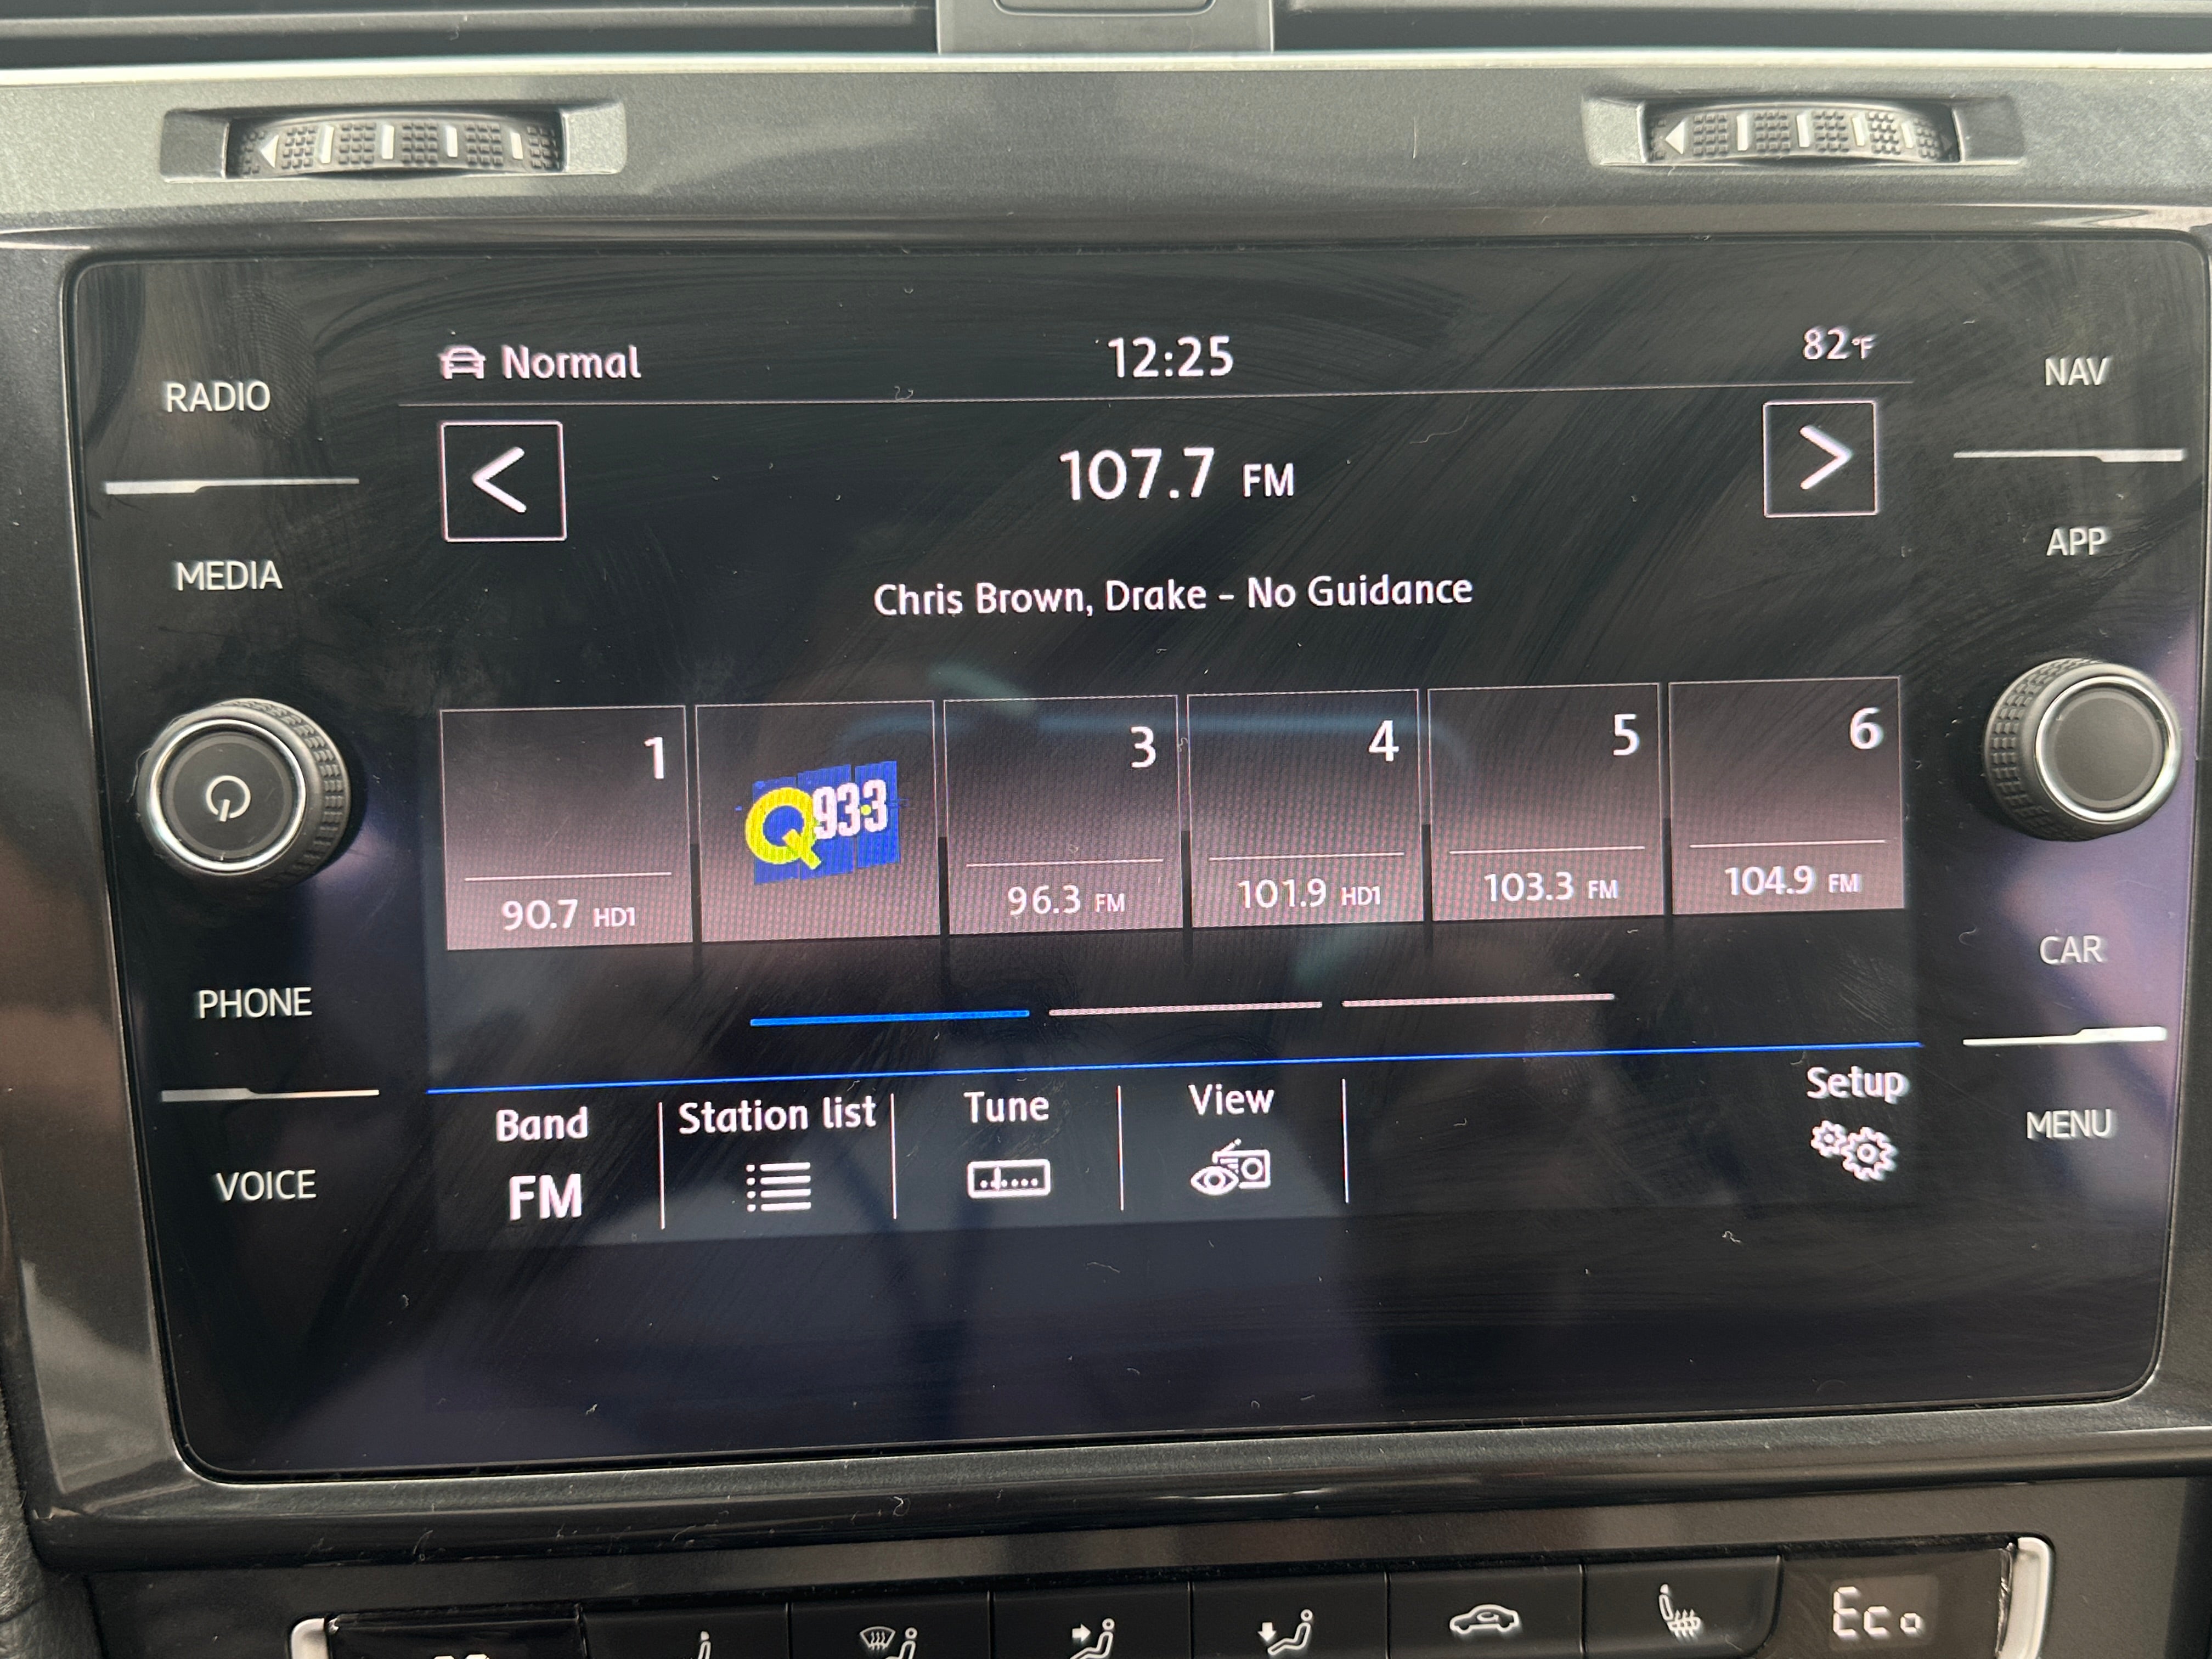 Normal
12:25
82°F
RADIO
NAV
107.7 FM
MEDIA
APP
Chris Brown, Drake - No Guidance
1
Q93·3
3
4
5
6
90.7 HD1
96.3 FM
101.9 HD1
103.3 FM
104.9 FM
PHONE
CAR
Band
Station list
Tune
View
Setup
FM
VOICE
MENU
Eco